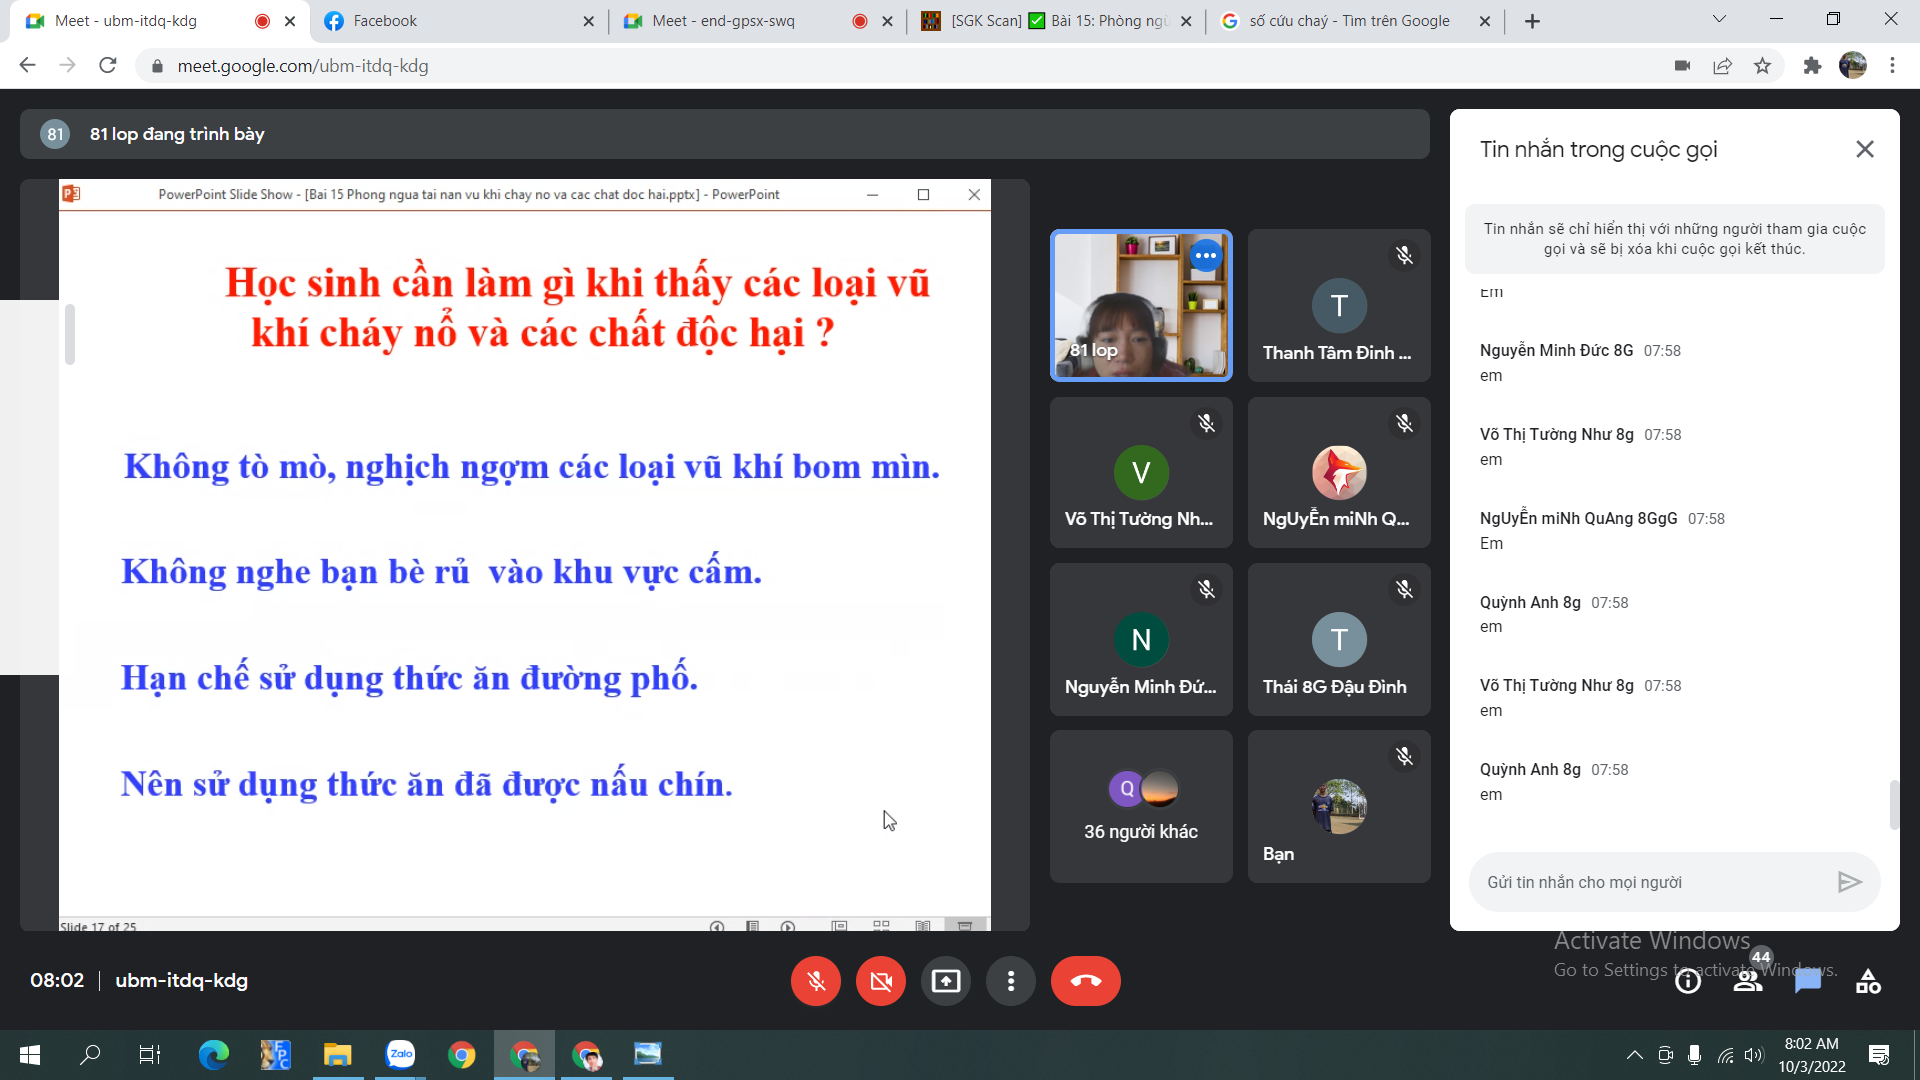 Meet - ubm-itdq-kdg
Facebook
Meet - end-gpsx-swq
[SGK Scan] ✅ Bài 15: Phòng ngừ
số cứu chaý - Tìm trên Google
meet.google.com/ubm-itdq-kdg
81
81 lop đang trình bày
PowerPoint Slide Show - [Bai 15 Phong ngua tai nan vu khi chay no va cac chat doc hai.pptx] - PowerPoint
Học sinh cần làm gì khi thấy các loại vũ
khí cháy nổ và các chất độc hại ?
Không tò mò, nghịch ngợm các loại vũ khí bom mìn.
Không nghe bạn bè rủ vào khu vực cấm.
Hạn chế sử dụng thức ăn đường phố.
Nên sử dụng thức ăn đã được nấu chín.
Slide 17 of 25
81 lop
T
Thanh Tâm Đinh ...
V
Võ Thị Tường Nh...
NgUyỄn miNh Q...
N
Nguyễn Minh Đứ...
T
Thái 8G Đậu Đình
Q
36 người khác
Bạn
Tin nhắn trong cuộc gọi
Tin nhắn sẽ chỉ hiển thị với những người tham gia cuộc
gọi và sẽ bị xóa khi cuộc gọi kết thúc.
Em
Nguyễn Minh Đức 8G 07:58
em
Võ Thị Tường Như 8g 07:58
em
NgUyỄn miNh QuAng 8GgG 07:58
Em
Quỳnh Anh 8g 07:58
em
Võ Thị Tường Như 8g 07:58
em
Quỳnh Anh 8g 07:58
em
Gửi tin nhắn cho mọi người
Activate Windows
Go to Settings to activate Windows.
44
08:02 | ubm-itdq-kdg
FPC
Zalo
8:02 AM
10/3/2022